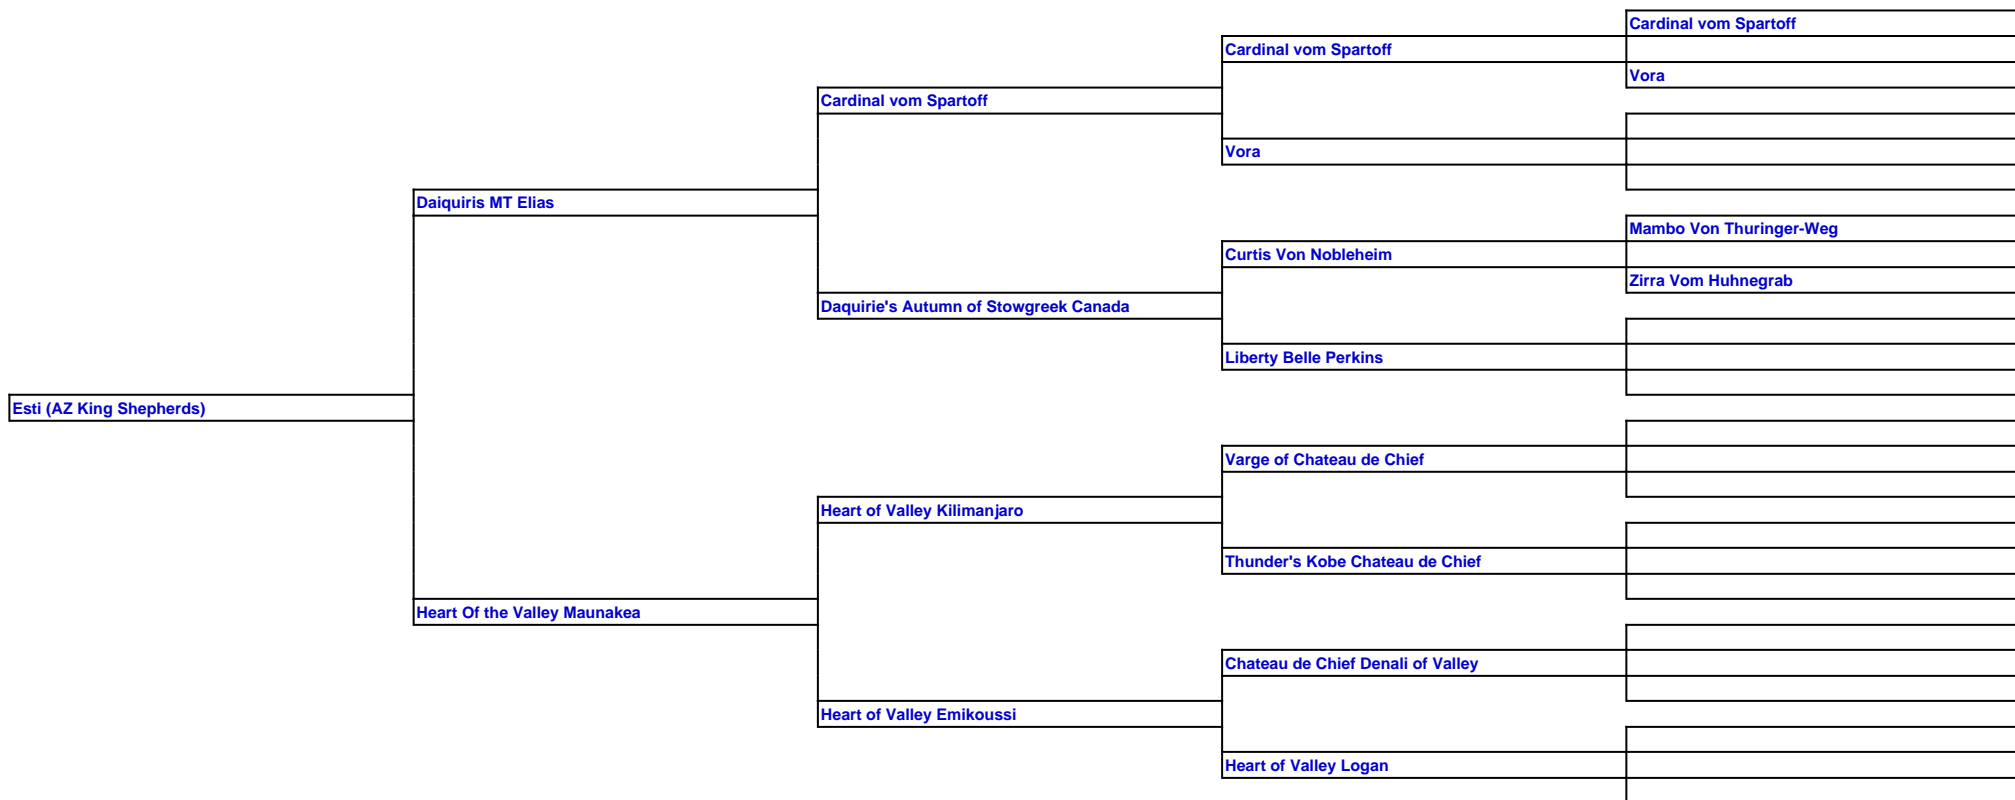 Cardinal vom Spartoff
Cardinal vom Spartoff
Vora
Cardinal vom Spartoff
Vora
Daiquiris MT Elias
Mambo Von Thuringer-Weg
Curtis Von Nobleheim
Zirra Vom Huhnegrab
Daquirie's Autumn of Stowgreek Canada
Liberty Belle Perkins
Esti (AZ King Shepherds)
Varge of Chateau de Chief
Heart of Valley Kilimanjaro
Thunder's Kobe Chateau de Chief
Heart Of the Valley Maunakea
Chateau de Chief Denali of Valley
Heart of Valley Emikoussi
Heart of Valley Logan